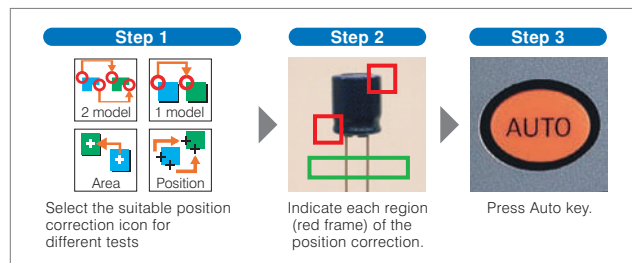 Step 1
Step 2
Step 3
2 model
1 model
Area
Position
AUTO
Select the suitable position
correction icon for
different tests
Indicate each region
(red frame) of the
position correction.
Press Auto key.